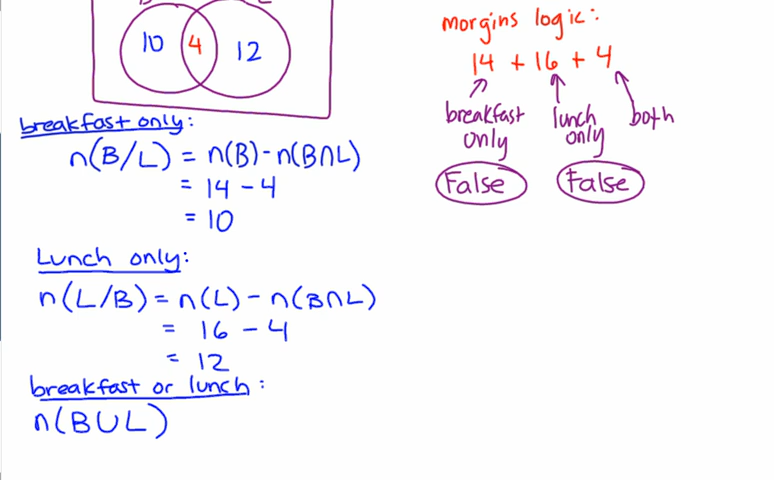 10 4 12
breakfast only:
n(B/L) = n(B)-n(B∩L)
= 14 - 4
= 10
Lunch only:
n(L/B) = n(L) - n(B∩L)
= 16 - 4
= 12
breakfast or lunch:
n(B∪L)
morgins logic:
14 + 16 + 4
breakfast only
lunch only
both
False False